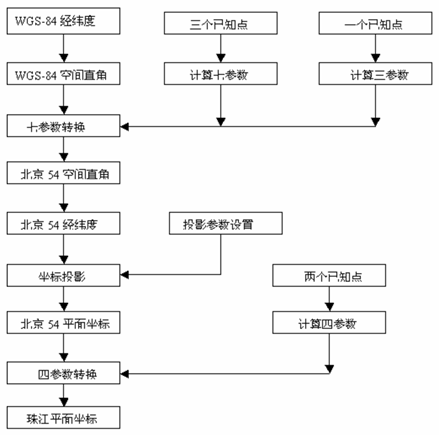 WGS-84 经纬度
三个已知点
一个已知点
WGS-84 空间直角
计算七参数
计算三参数
七参数转换
北京 54 空间直角
北京 54 经纬度
投影参数设置
坐标投影
两个已知点
北京 54 平面坐标
计算四参数
四参数转换
珠江平面坐标